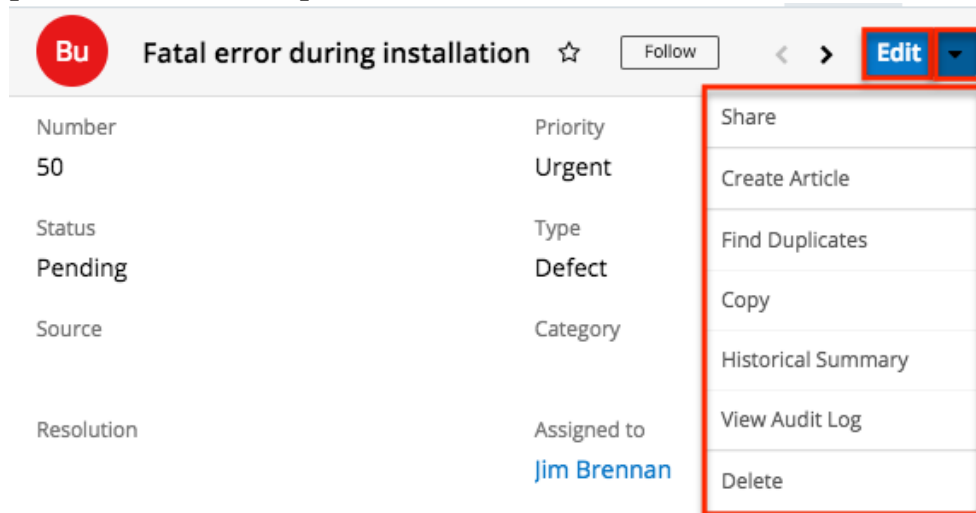 Bu Fatal error during installation Follow Edit
Number
50
Priority
Urgent
Status
Pending
Type
Defect
Source
Category
Resolution
Assigned to
Jim Brennan
Share
Create Article
Find Duplicates
Copy
Historical Summary
View Audit Log
Delete